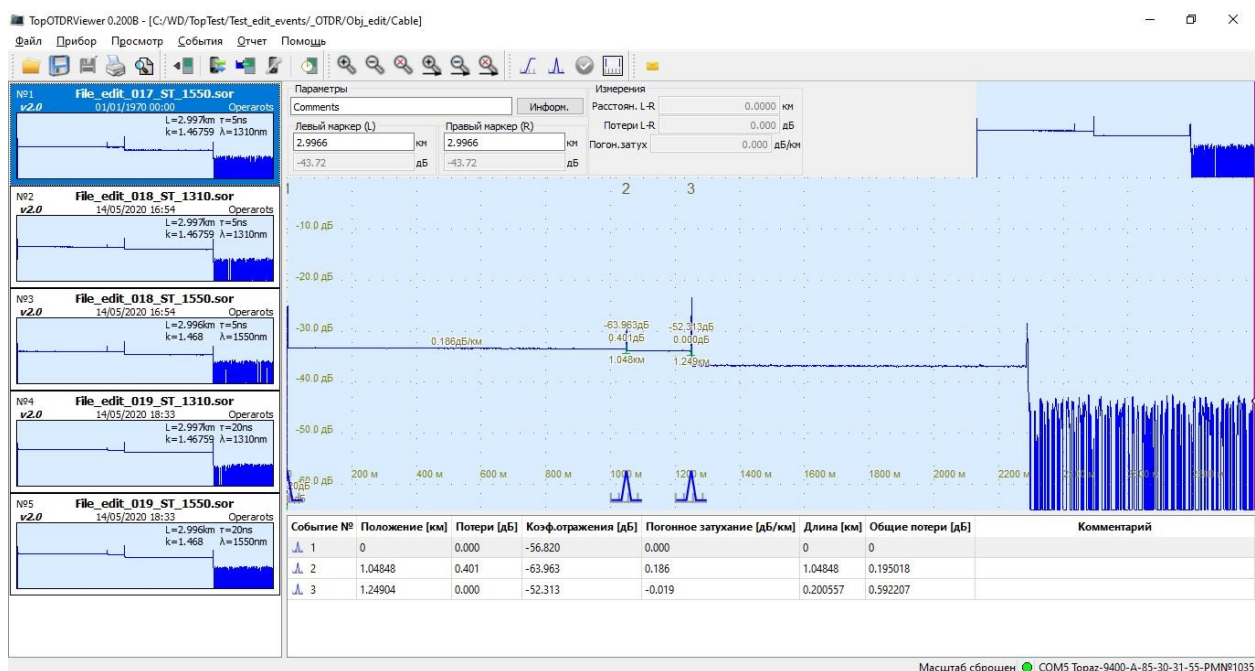 TopOTDRViewer 0.200B - [C:/WD/TopTest/Test_edit_events/_OTDR/Obj_edit/Cable]
Файл Прибор Просмотр События Отчет Помощь
№1 File_edit_017_ST_1550.sor
v2.0 01/01/1970 00:00 Operarots
L=2.997km τ=5ns
k=1.46759 λ=1310nm
№2 File_edit_018_ST_1310.sor
v2.0 14/05/2020 16:54 Operarots
L=2.997km τ=5ns
k=1.46759 λ=1310nm
№3 File_edit_018_ST_1550.sor
v2.0 14/05/2020 16:54 Operarots
L=2.996km τ=5ns
k=1.468 λ=1550nm
№4 File_edit_019_ST_1310.sor
v2.0 14/05/2020 18:33 Operarots
L=2.997km τ=20ns
k=1.46759 λ=1310nm
№5 File_edit_019_ST_1550.sor
v2.0 14/05/2020 18:33 Operarots
L=2.996km τ=20ns
k=1.468 λ=1550nm
Параметры
Comments Информ.
Левый маркер (L) Правый маркер (R)
2.9966 км 2.9966 км
-43.72 дБ -43.72 дБ
Измерения
Расстоян. L-R 0.0000 км
Потери L-R 0.000 дБ
Погон.затух 0.000 дБ/км
1 2 3
-10.0 дБ
-20.0 дБ
-30.0 дБ
-63.963дБ -52.313дБ
0.186дБ/км 0.401дБ 0.000дБ
1.048км 1.249км
-40.0 дБ
-50.0 дБ
-60.0 дБ 200 м 400 м 600 м 800 м 1000 м 1200 м 1400 м 1600 м 1800 м 2000 м 2200 м
Событие № Положение [км] Потери [дБ] Коэф.отражения [дБ] Погонное затухание [дБ/км] Длина [км] Общие потери [дБ] Комментарий
1 0 0.000 -56.820 0.000 0 0
2 1.04848 0.401 -63.963 0.186 1.04848 0.195018
3 1.24904 0.000 -52.313 -0.019 0.200557 0.592207
Масштаб сброшен COM5 Topaz-9400-A-85-30-31-55-PM№1035